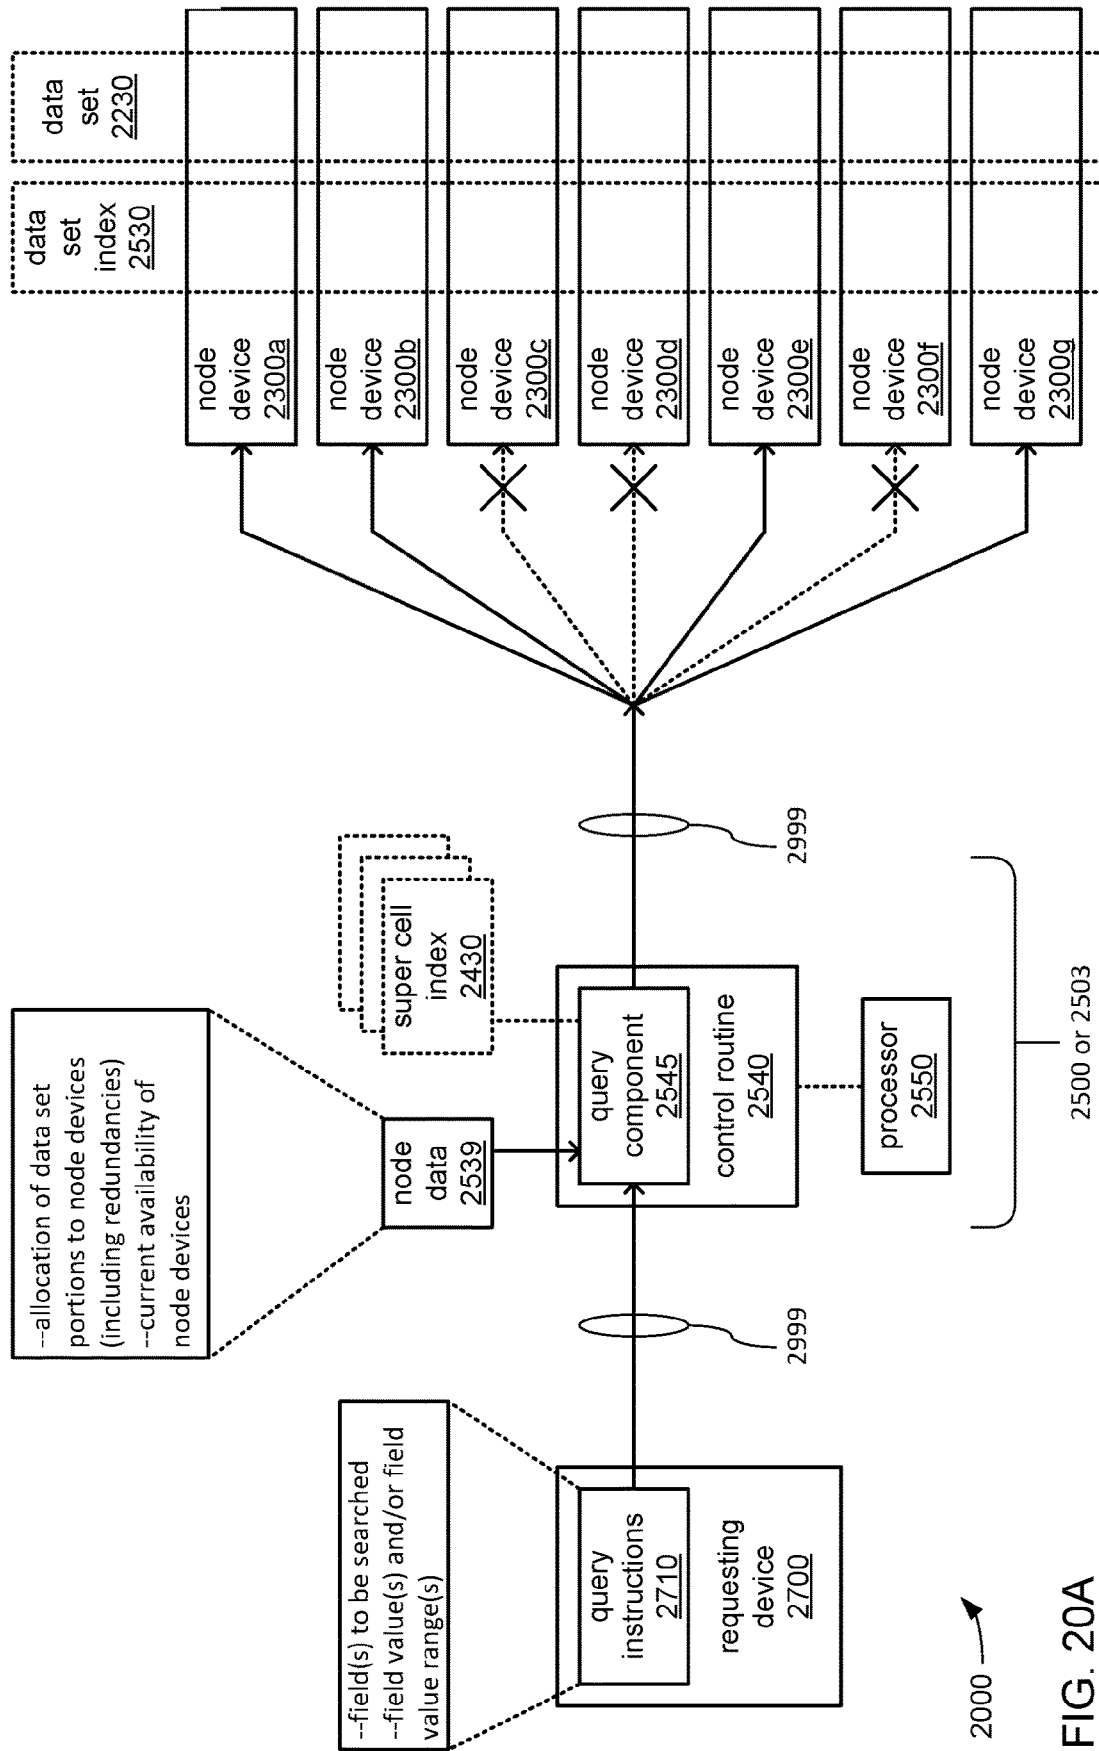 --field(s) to be searched
--field value(s) and/or field
value range(s)
query
instructions
2710
requesting
device
2700
2999
--allocation of data set
portions to node devices
(including redundancies)
--current availability of
node devices
node
data
2539
super cell
index
2430
query
component
2545
control routine
2540
processor
2550
2500 or 2503
2999
data
set
index
2530
data
set
2230
node
device
2300a
node
device
2300b
node
device
2300c
node
device
2300d
node
device
2300e
node
device
2300f
node
device
2300g
2000
FIG. 20A